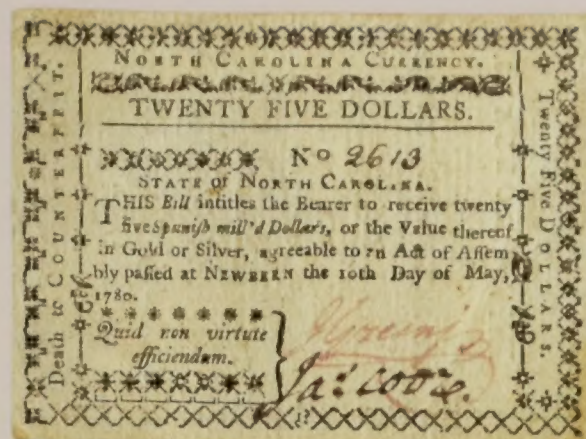 NORTH CAROLINA CURRENCY.
TWENTY FIVE DOLLARS.
No 2613
STATE of NORTH CAROLINA.
THIS Bill intitles the Bearer to receive twenty
five Spanish mill'd Dollars, or the Value thereof
in Gold or Silver, agreeable to an Act of Assem
bly passed at NEWBERN the 10th Day of May,
1780.
Quid non virtute
efficiendum.
Death to COUNTERFEIT.
Twenty Five DOLLARS.